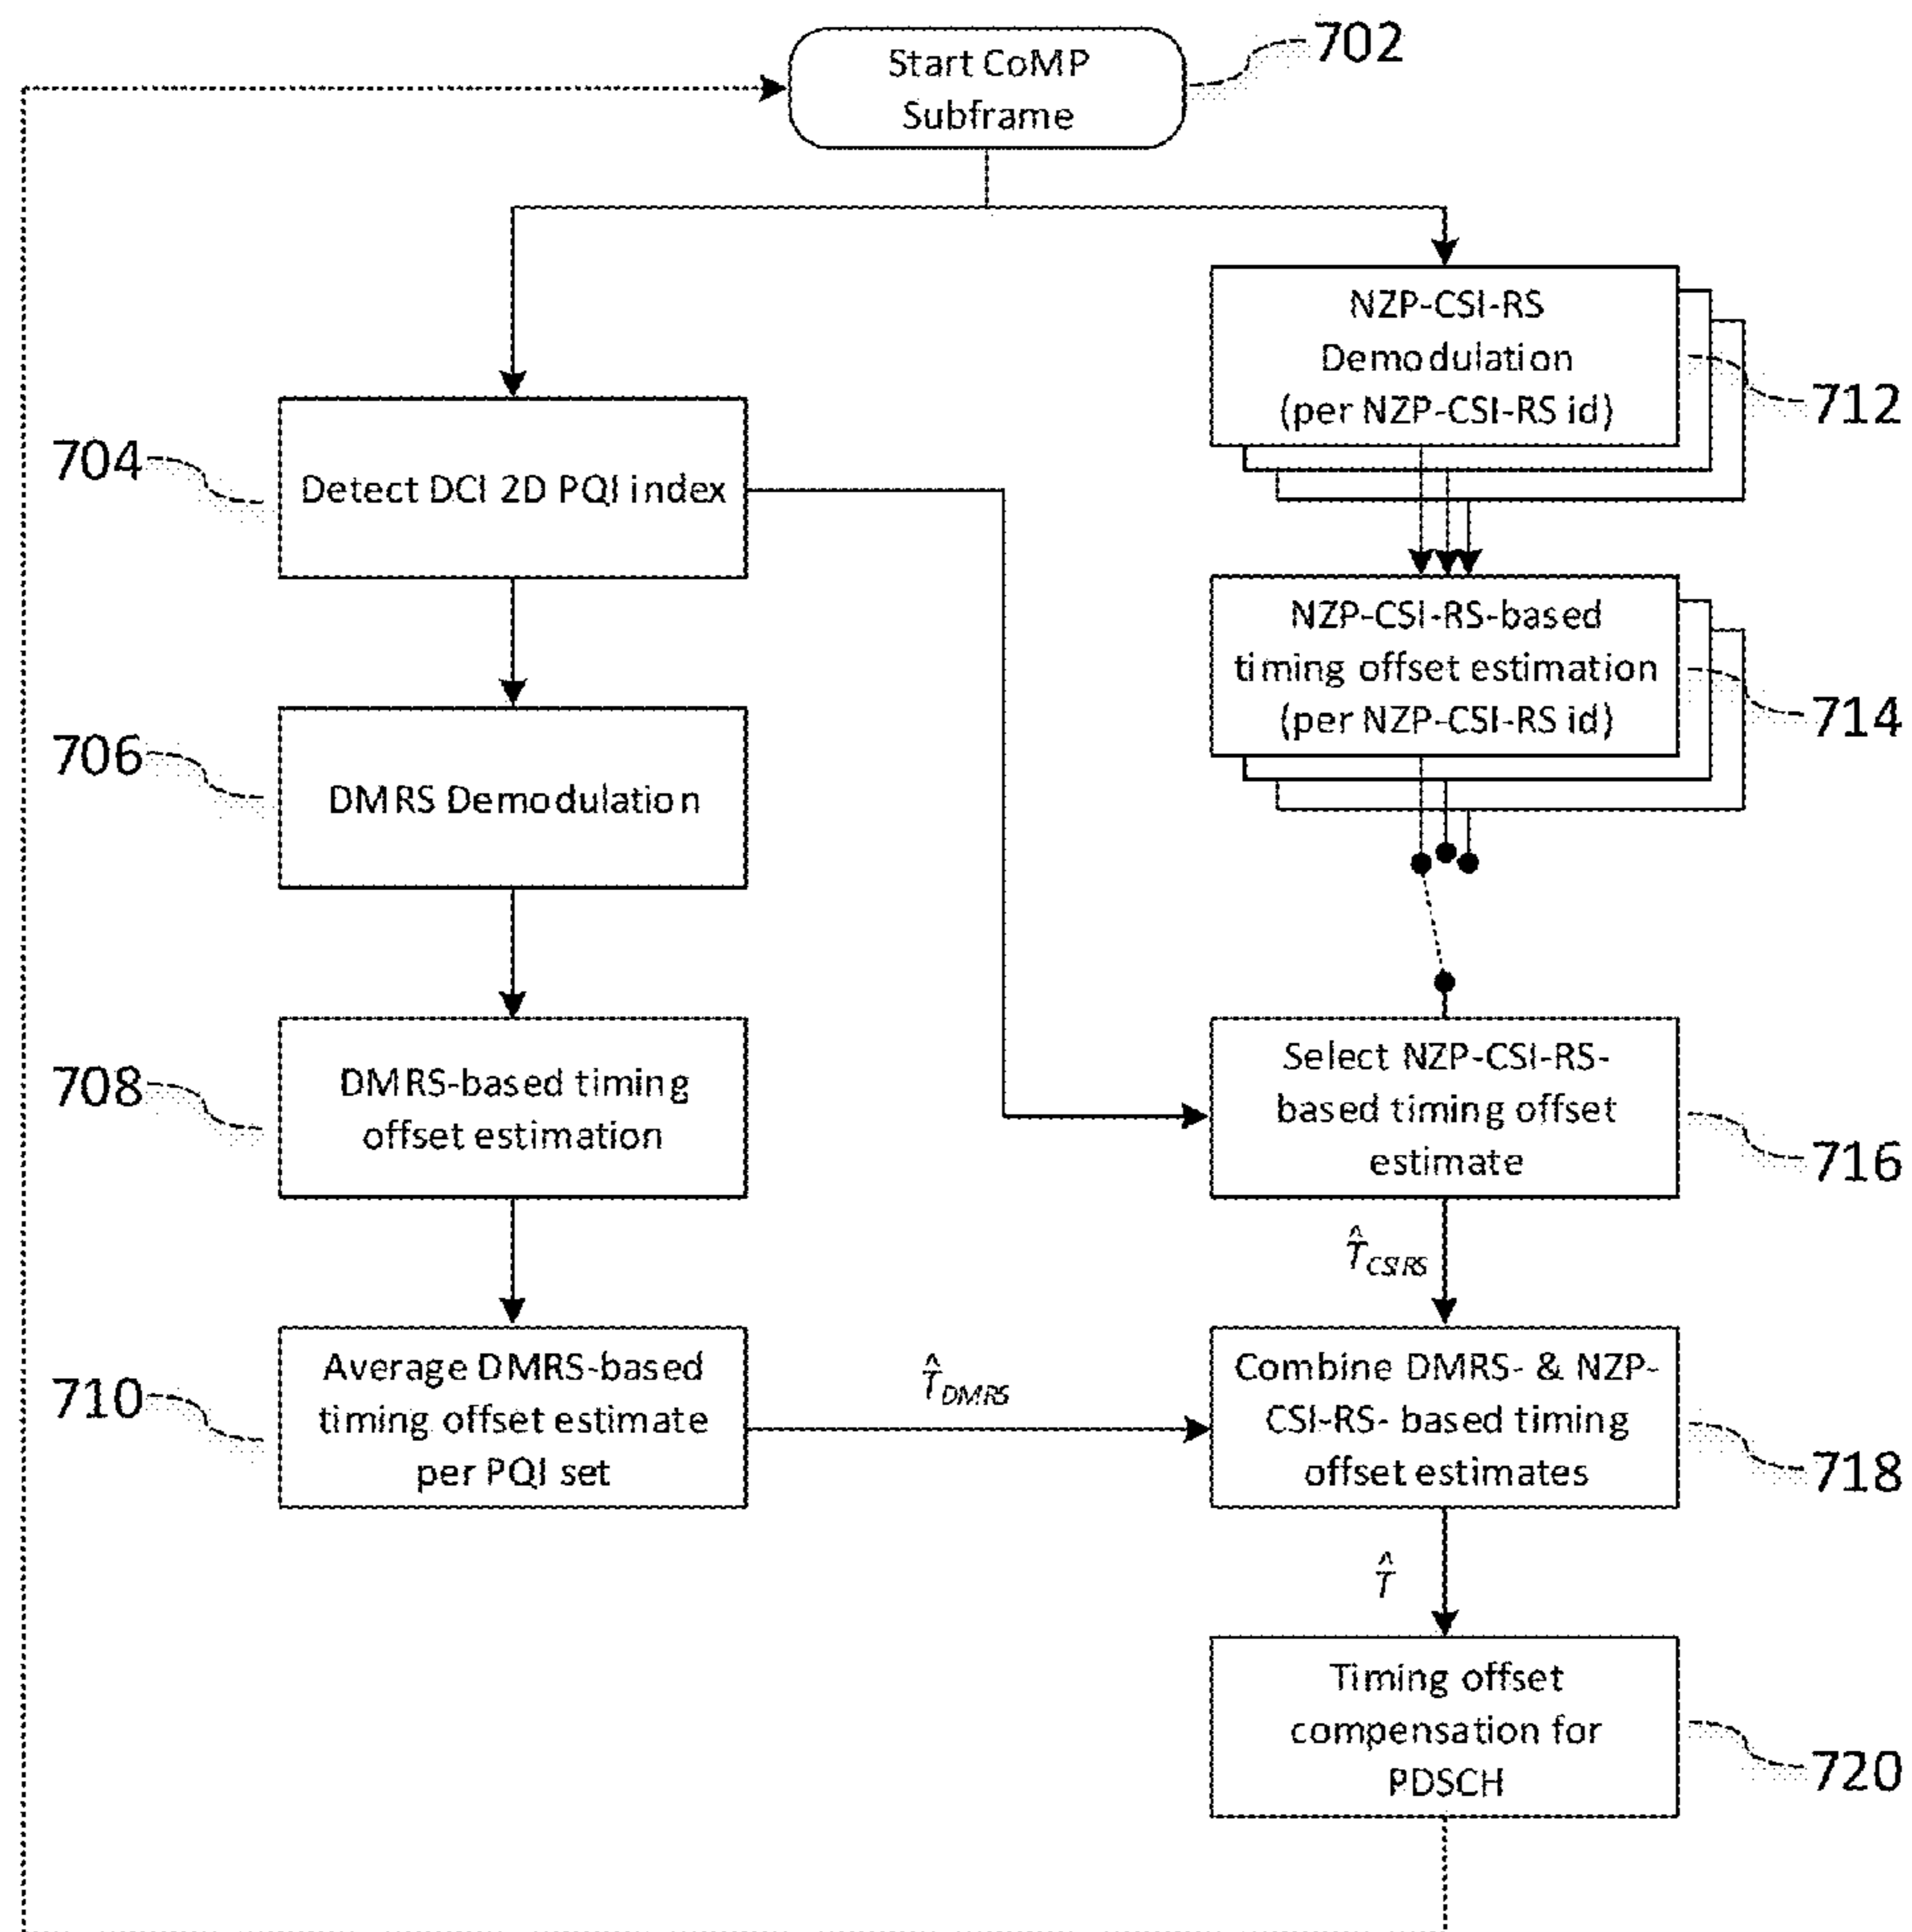 Start CoMP
Subframe
702
NZP-CSI-RS
Demodulation
(per NZP-CSI-RS id)
712
704
Detect DCI 2D PQI index
NZP-CSI-RS-based
timing offset estimation
(per NZP-CSI-RS id)
714
706
DMRS Demodulation
708
DMRS-based timing
offset estimation
Select NZP-CSI-RS-
based timing offset
estimate
716
T̂CSIRS
710
Average DMRS-based
timing offset estimate
per PQI set
T̂DMRS
Combine DMRS- & NZP-
CSI-RS- based timing
offset estimates
718
T̂
Timing offset
compensation for
PDSCH
720